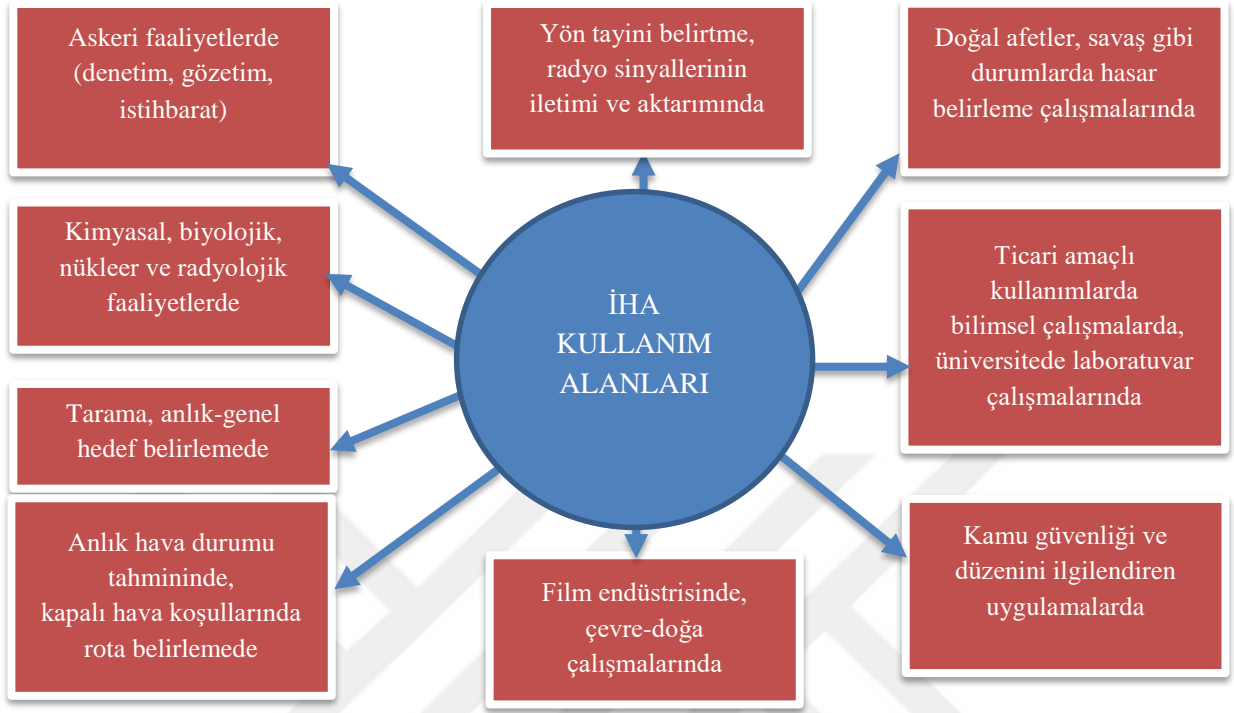 Askeri faaliyetlerde
(denetim, gözetim,
istihbarat)
Yön tayini belirtme,
radyo sinyallerinin
iletimi ve aktarımında
Doğal afetler, savaş gibi
durumlarda hasar
belirleme çalışmalarında
Kimyasal, biyolojik,
nükleer ve radyolojik
faaliyetlerde
İHA
KULLANIM
ALANLARI
Ticari amaçlı
kullanımlarda
bilimsel çalışmalarda,
üniversitede laboratuvar
çalışmalarında
Tarama, anlık-genel
hedef belirlemede
Anlık hava durumu
tahmininde,
kapalı hava koşullarında
rota belirlemede
Film endüstrisinde,
çevre-doğa
çalışmalarında
Kamu güvenliği ve
düzenini ilgilendiren
uygulamalarda